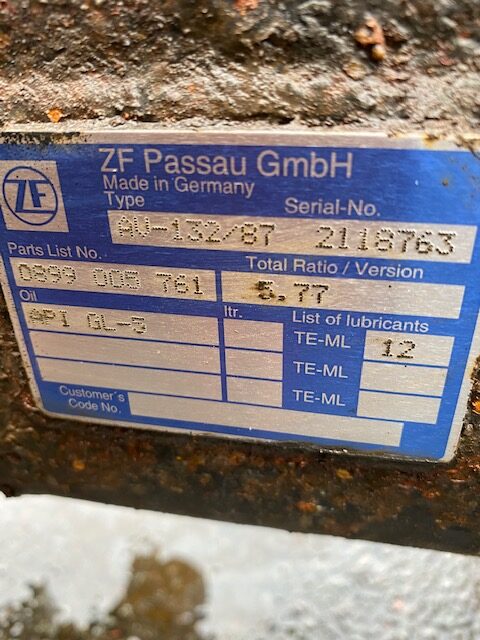 ZF Passau GmbH
ZF
Made in Germany
Type Serial-No.
AV-132/87 2118763
Parts List No. Total Ratio / Version
0899 005 761 5.77
Oil ltr. List of lubricants
API GL-5 TE-ML 12
TE-ML
TE-ML
Customer's
Code No.